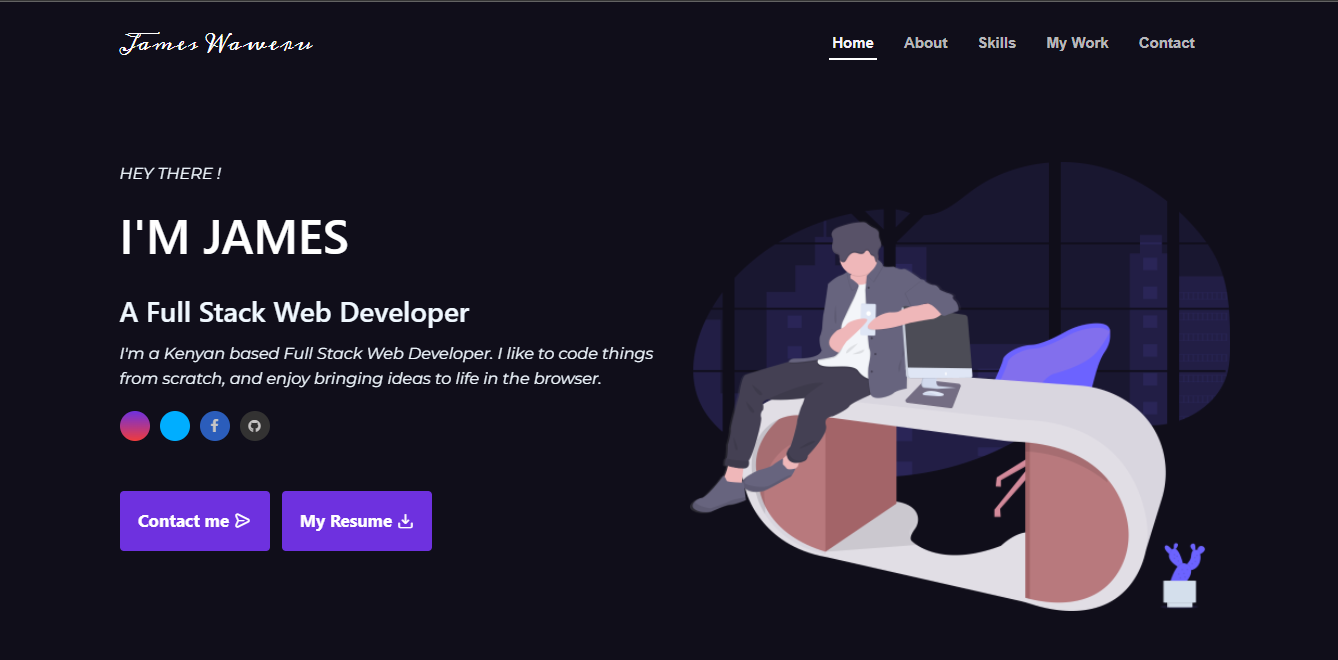 James Waweru
Home About Skills My Work Contact
HEY THERE !
I'M JAMES
A Full Stack Web Developer
I'm a Kenyan based Full Stack Web Developer. I like to code things
from scratch, and enjoy bringing ideas to life in the browser.
Contact me
My Resume